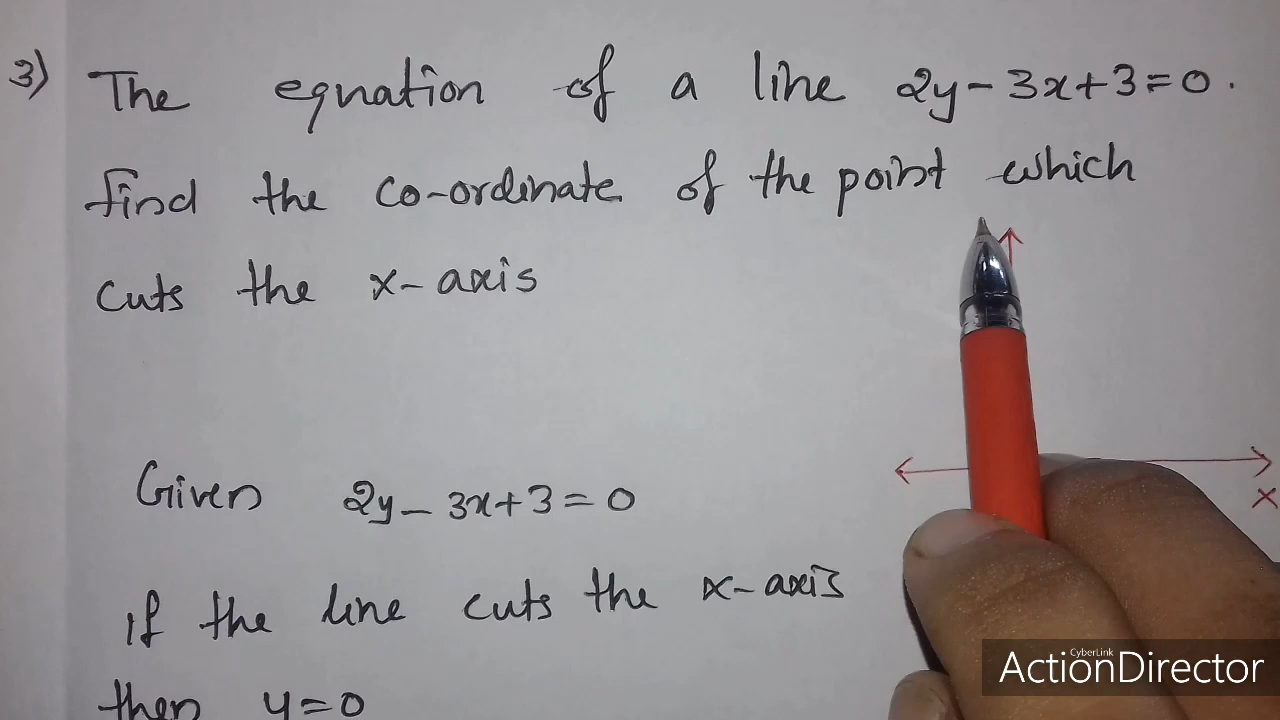 3) The equation of a line 2y-3x+3=0.
find the co-ordinate of the point which
cuts the x-axis
Given 2y-3x+3=0
if the line cuts the x-axis
then y=0
X
CyberLink
ActionDirector